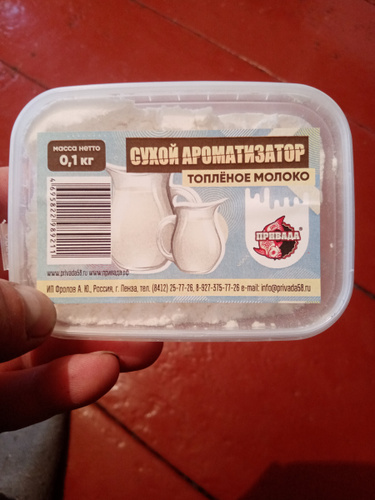 масса нетто
0,1 кг
СУХОЙ АРОМАТИЗАТОР
ТОПЛЁНОЕ МОЛОКО
ПРИВАДА
®
www.privada58.ru www.привада.рф
ИП Фролов А. Ю., Россия, г. Пенза, тел. (8412) 25-77-26, 8-927-375-77-26 e-mail: info@privada58.ru